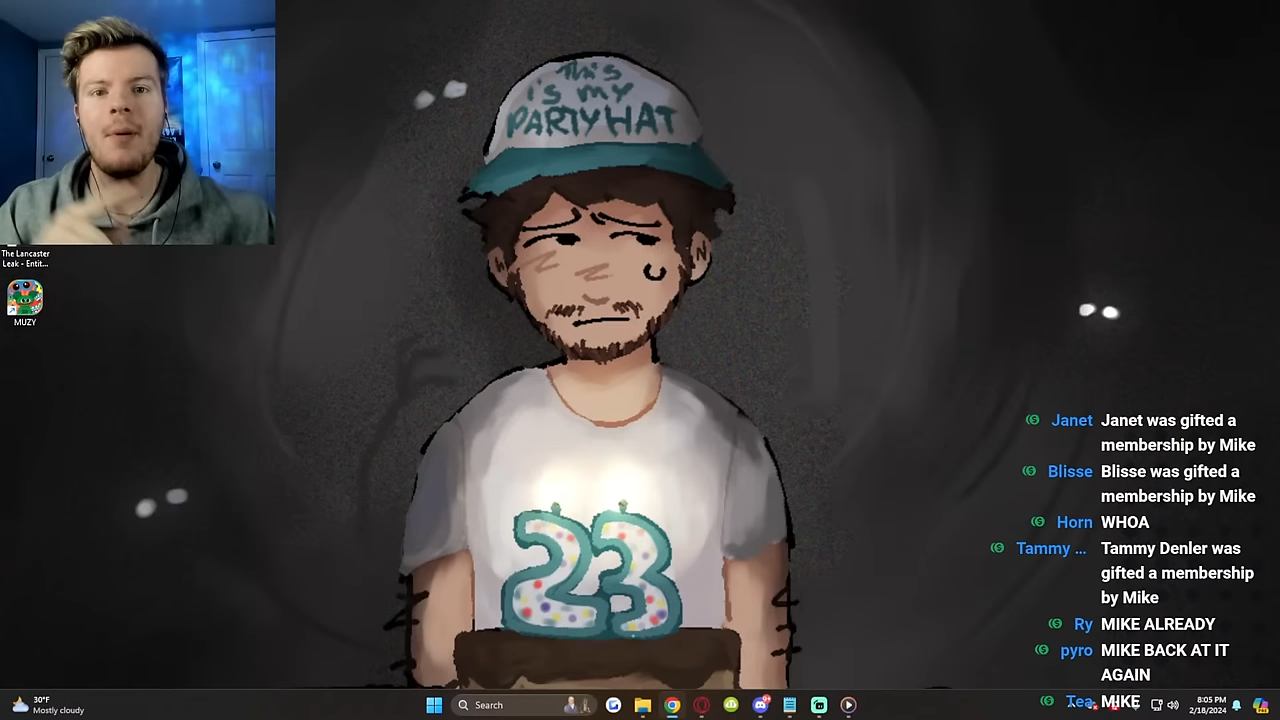 This
is my
PARTYHAT
The Lancaster
Leak - Entit...
MUZY
23
Janet Janet was gifted a
membership by Mike
Blisse Blisse was gifted a
membership by Mike
Horn WHOA
Tammy ... Tammy Denler was
gifted a membership
by Mike
Ry MIKE ALREADY
pyro MIKE BACK AT IT
AGAIN
Tea MIKE
30°F
Mostly cloudy
Search
8:05 PM
2/18/2024